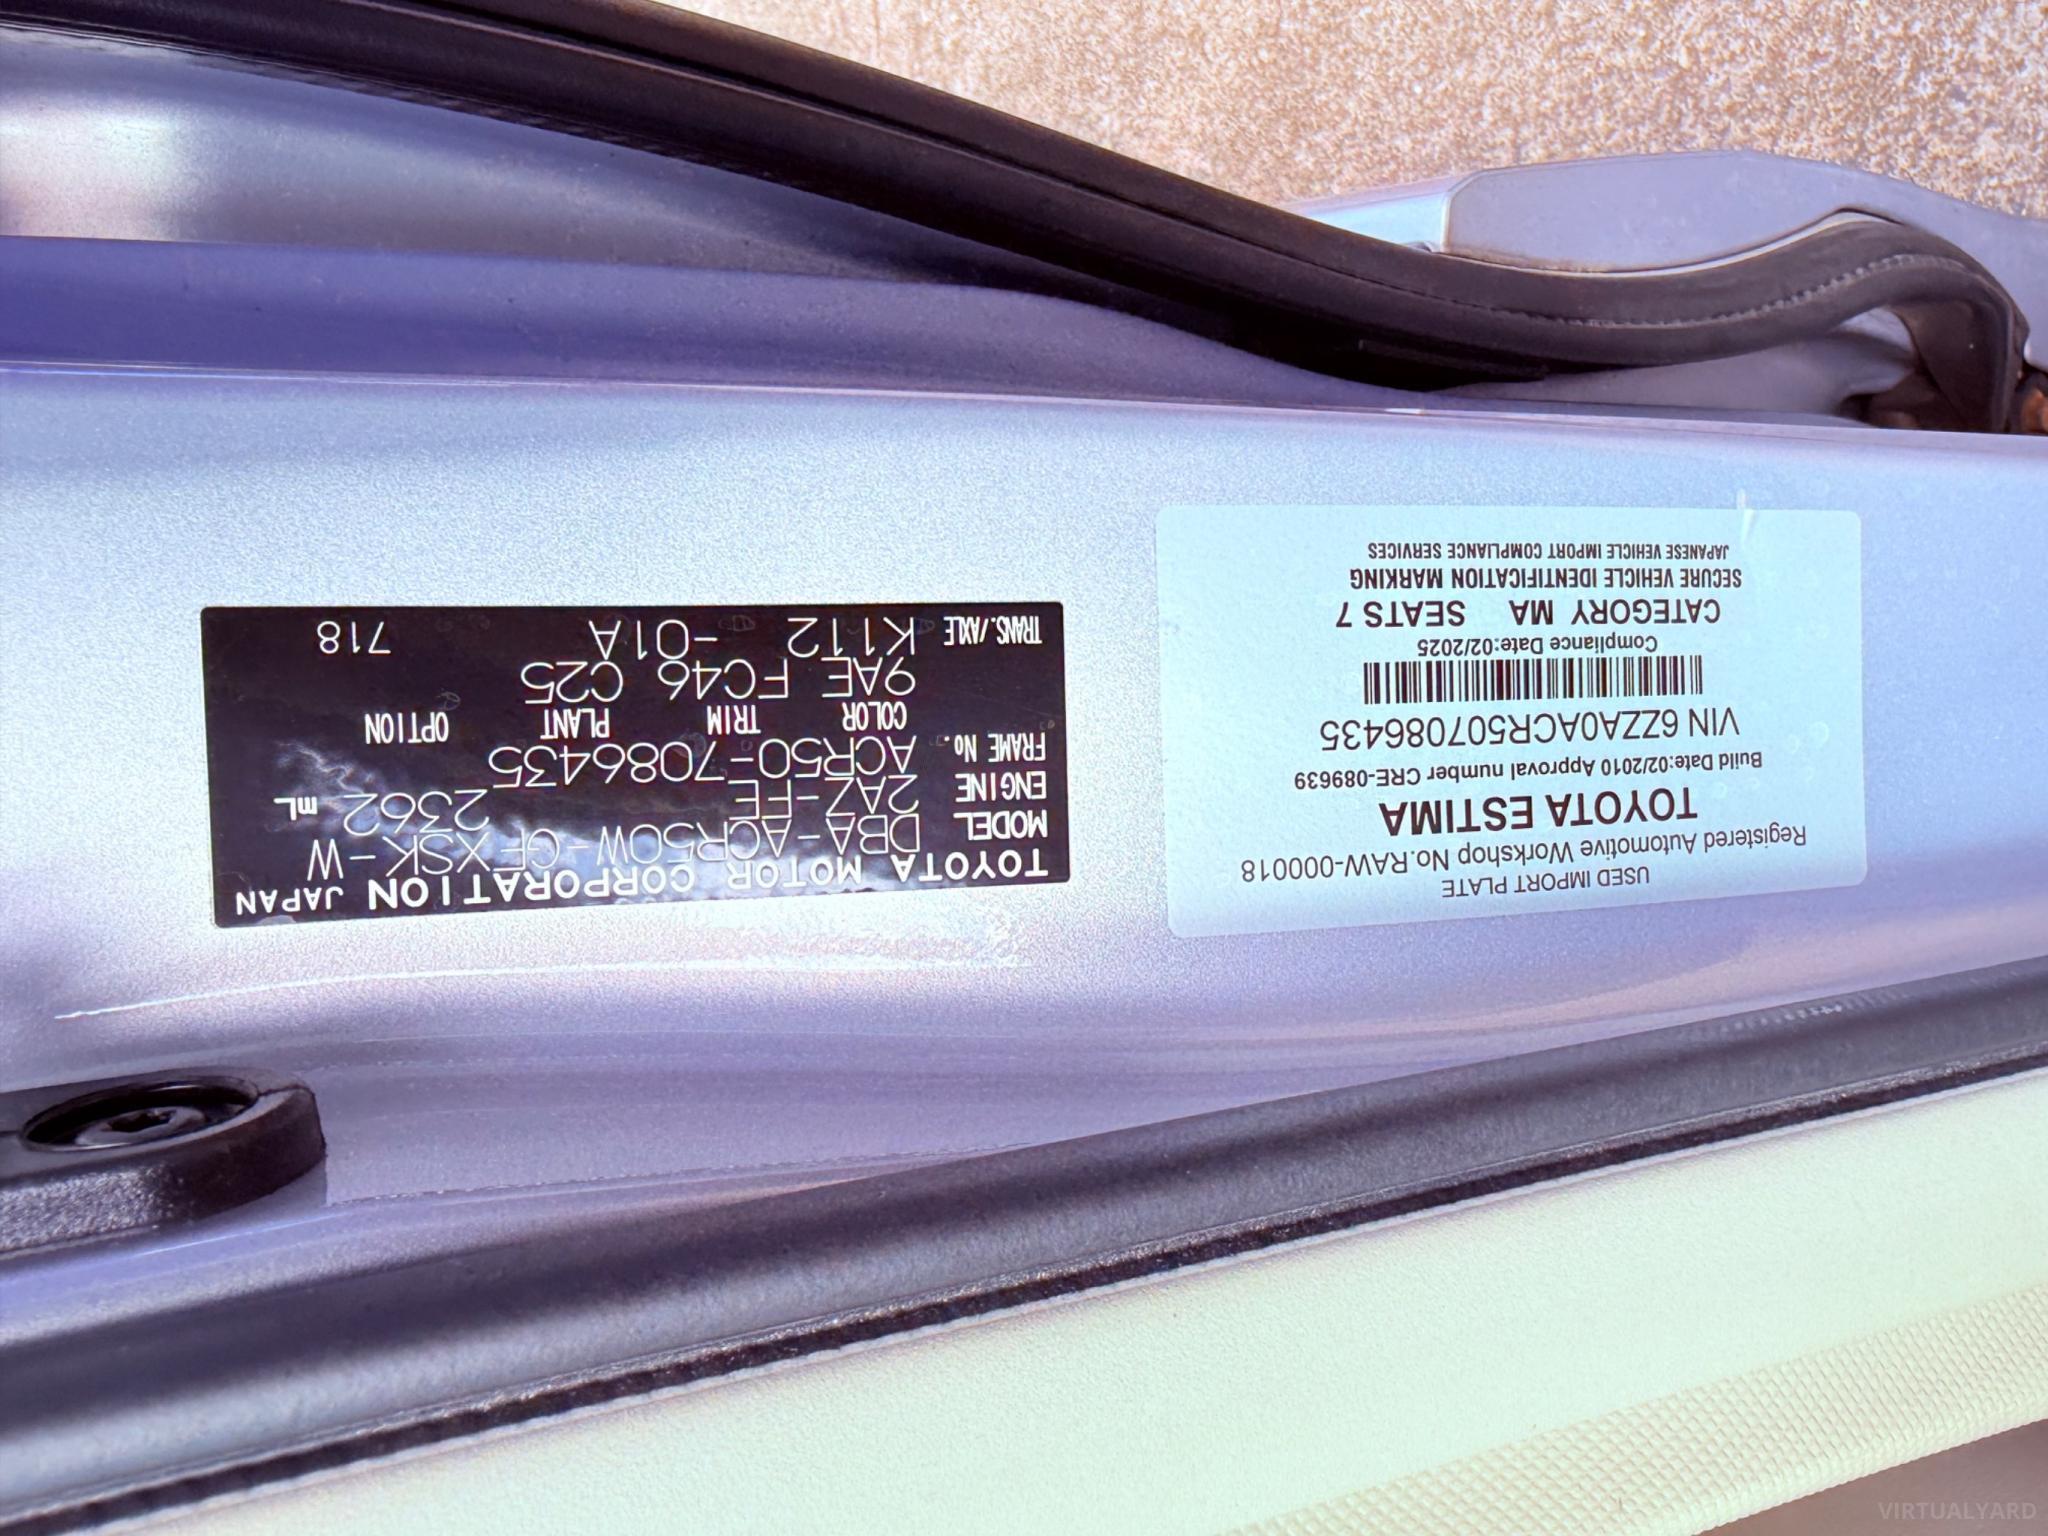 TOYOTA MOTOR CORPORATION JAPAN
MODEL DBA-ACR50W-GFXSK-W
ENGINE 2AZ-FE 2362 mL
FRAME No. ACR50-7086435
COLOR TRIM PLANT OPTION
9AE FC46 C25
TRANS./AXLE K112 -01A 718
USED IMPORT PLATE
Registered Automotive Workshop No.RAW-000018
TOYOTA ESTIMA
Build Date:02/2010 Approval number CRE-089639
VIN 6ZZA0ACR507086435
Compliance Date:02/2025
CATEGORY MA SEATS 7
SECURE VEHICLE IDENTIFICATION MARKING
JAPANESE VEHICLE IMPORT COMPLIANCE SERVICES
VIRTUALYARD